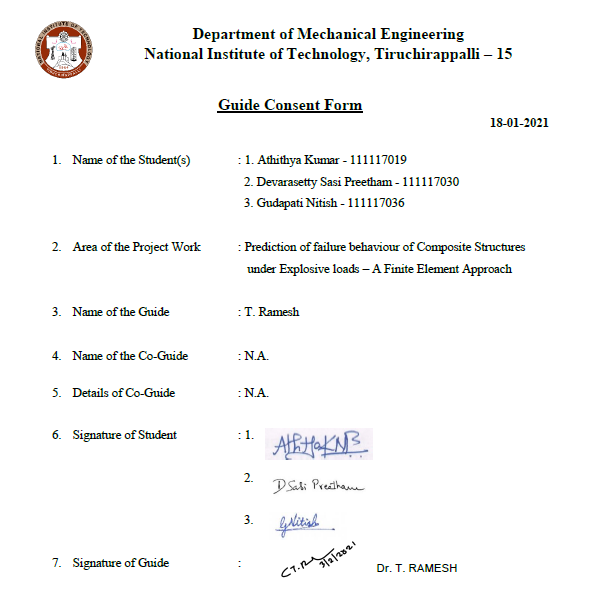 Department of Mechanical Engineering
National Institute of Technology, Tiruchirappalli – 15
Guide Consent Form
18-01-2021
1. Name of the Student(s) : 1. Athithya Kumar - 111117019
2. Devarasetty Sasi Preetham - 111117030
3. Gudapati Nitish - 111117036
2. Area of the Project Work : Prediction of failure behaviour of Composite Structures
under Explosive loads – A Finite Element Approach
3. Name of the Guide : T. Ramesh
4. Name of the Co-Guide : N.A.
5. Details of Co-Guide : N.A.
6. Signature of Student : 1.
2. D Sasi Preetham
3. G Nitish
7. Signature of Guide : 3/2/2021 Dr. T. RAMESH